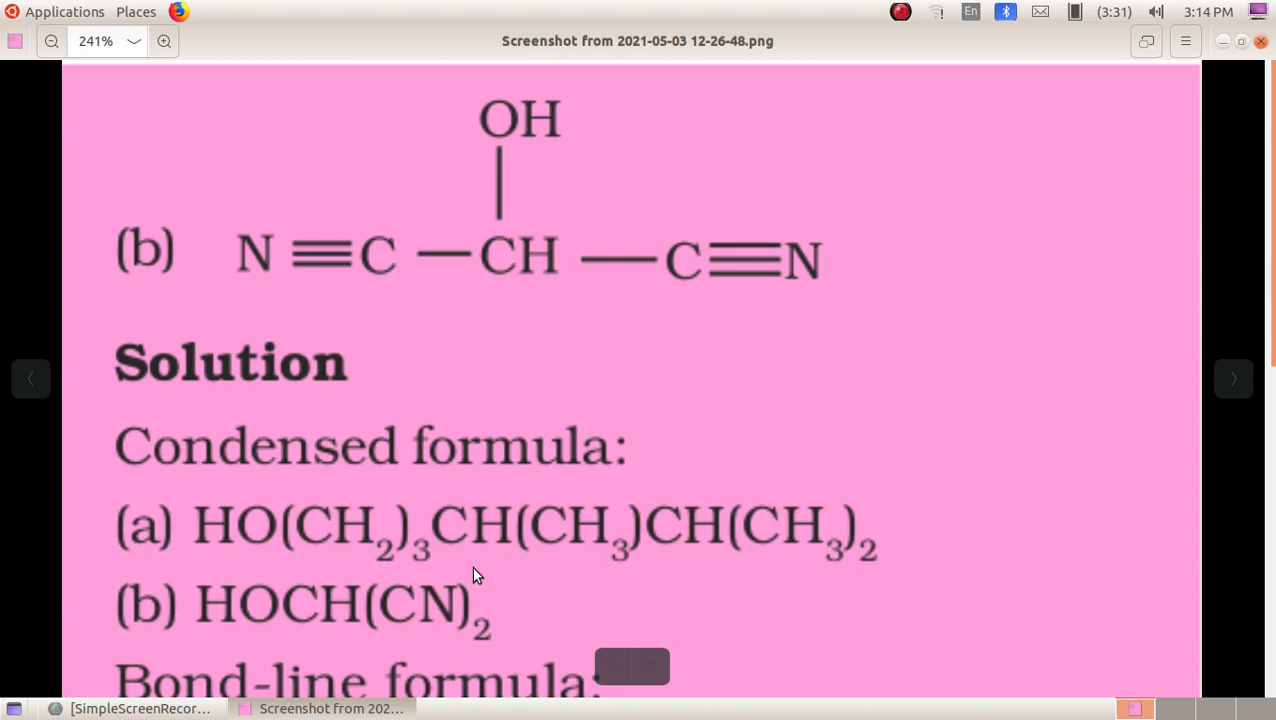 Applications Places En (3:31) 3:14 PM
241% Screenshot from 2021-05-03 12-26-48.png
OH
|
(b) N ≡C —CH —C≡N
Solution
Condensed formula:
(a) HO(CH₂)₃CH(CH₃)CH(CH₃)₂
(b) HOCH(CN)₂
Bond-line formula:
[SimpleScreenRecor... Screenshot from 202...